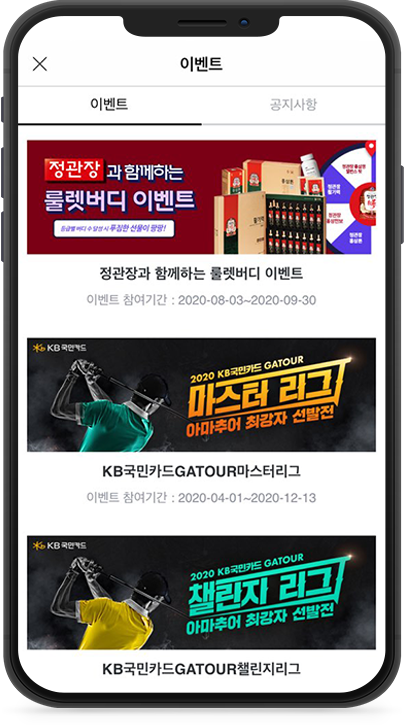 이벤트
이벤트 공지사항
정관장과 함께하는
룰렛버디 이벤트
등급별 버디 수 달성 시 푸짐한 선물이 팡팡!
정관장과 함께하는 룰렛버디 이벤트
이벤트 참여기간 : 2020-08-03~2020-09-30
KB국민카드
2020 KB국민카드 GATOUR
마스터 리그
아마추어 최강자 선발전
KB국민카드GATOUR마스터리그
이벤트 참여기간 : 2020-04-01~2020-12-13
KB국민카드
2020 KB국민카드 GATOUR
챌린지 리그
아마추어 최강자 선발전
KB국민카드GATOUR챌린지리그